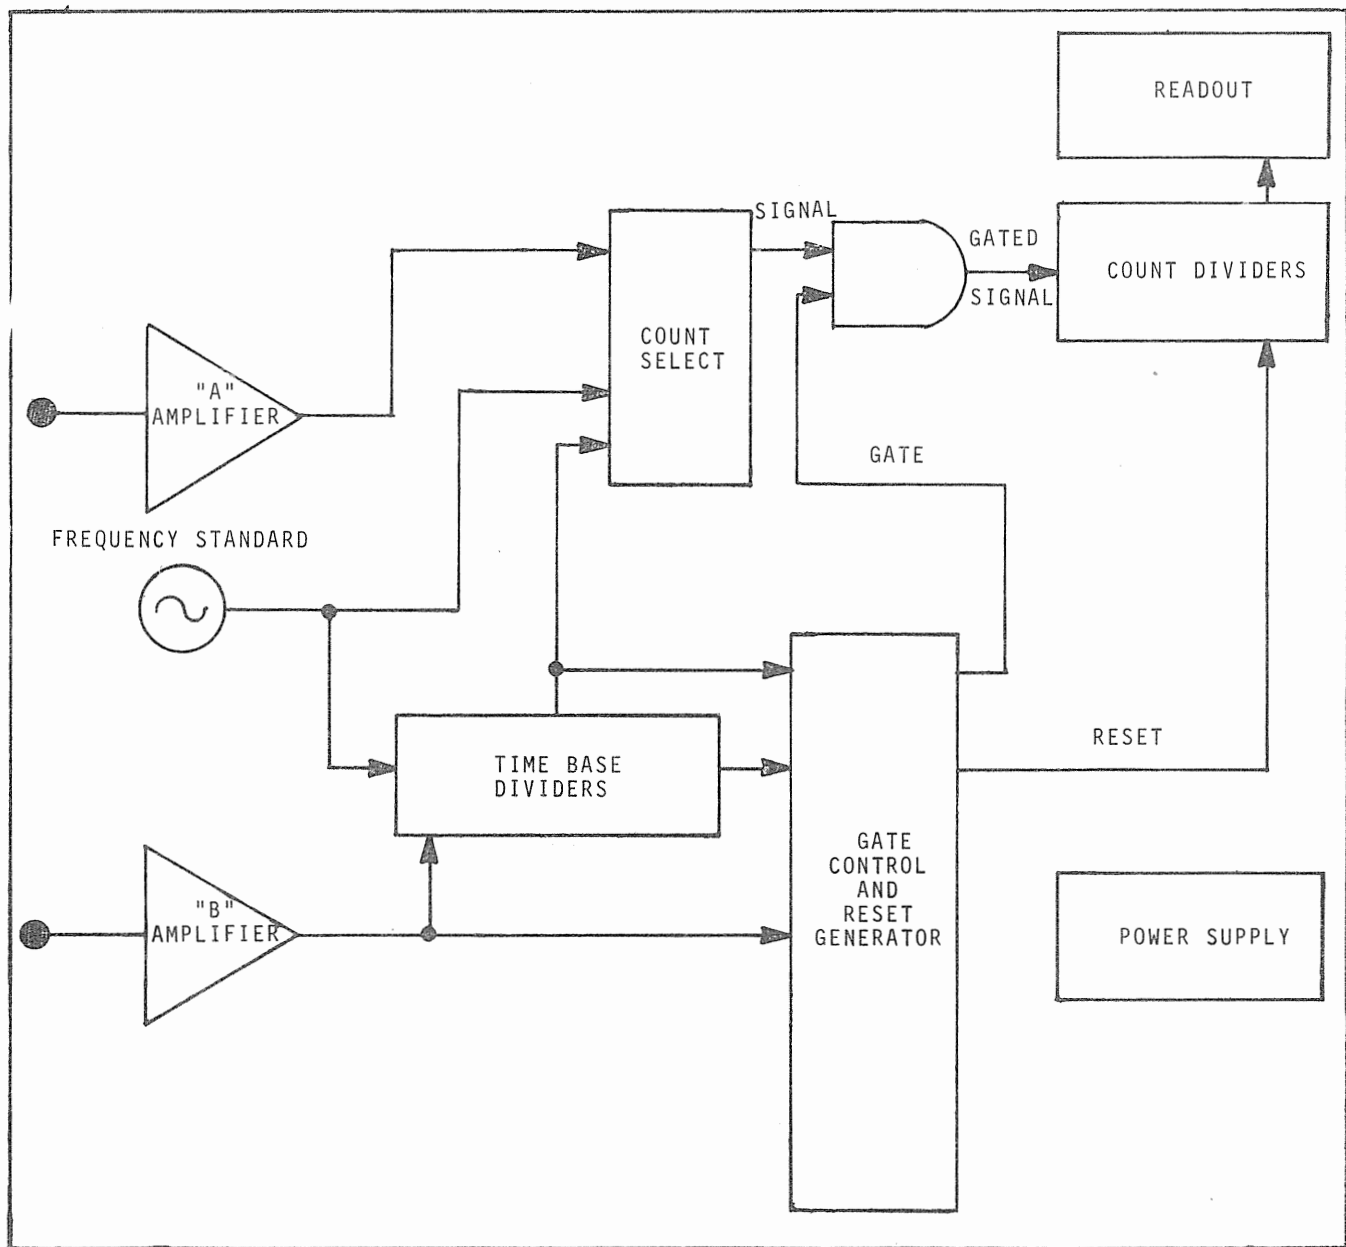 READOUT
SIGNAL
GATED
SIGNAL
COUNT DIVIDERS
COUNT
SELECT
"A"
AMPLIFIER
GATE
FREQUENCY STANDARD
RESET
TIME BASE
DIVIDERS
GATE
CONTROL
AND
RESET
GENERATOR
"B"
AMPLIFIER
POWER SUPPLY